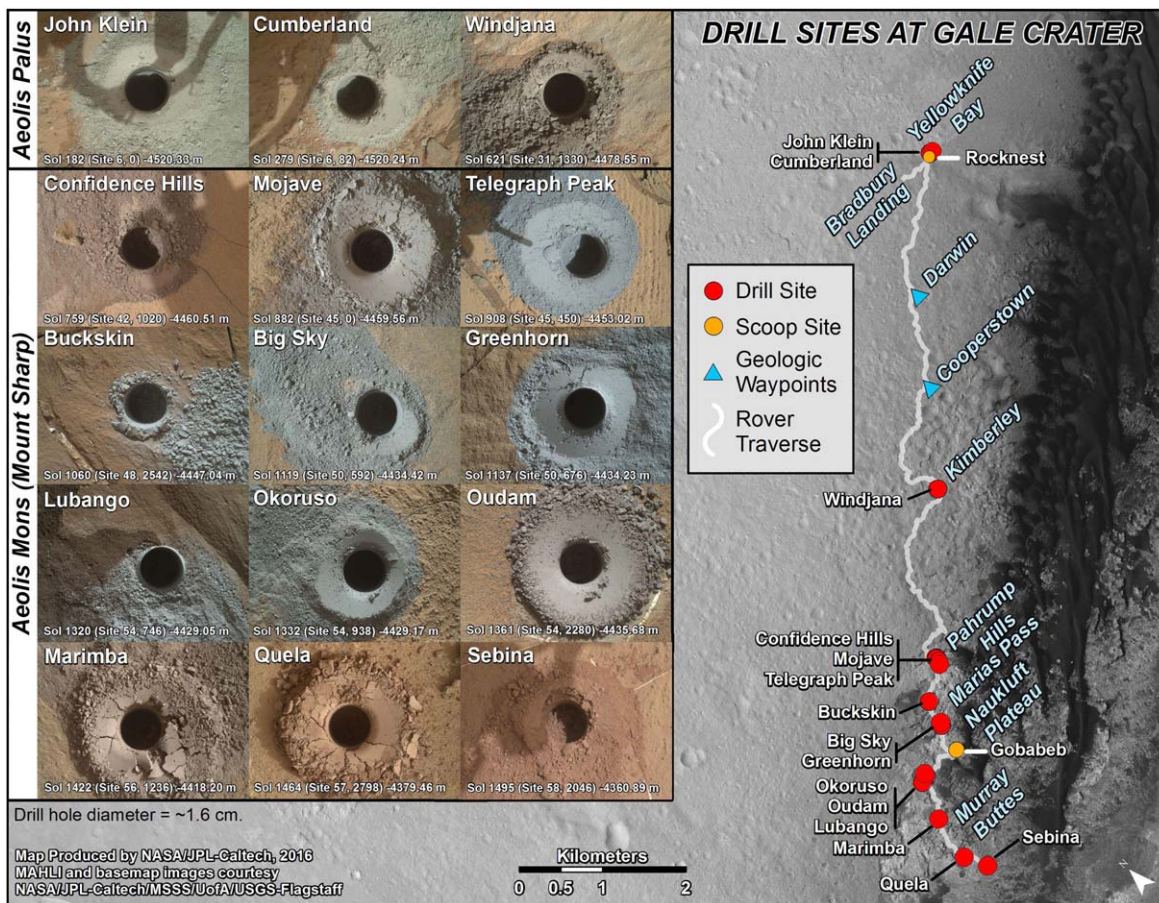 Aeolis Palus
John Klein
Sol 182 (Site 6, 0) -4520.33 m
Cumberland
Sol 279 (Site 6, 82) -4520.24 m
Windjana
Sol 621 (Site 31, 1330) -4478.55 m
Aeolis Mons (Mount Sharp)
Confidence Hills
Sol 759 (Site 42, 1020) -4460.51 m
Mojave
Sol 882 (Site 45, 0) -4459.56 m
Telegraph Peak
Sol 908 (Site 45, 450) -4453.02 m
Buckskin
Sol 1060 (Site 48, 2542) -4447.04 m
Big Sky
Sol 1119 (Site 50, 592) -4434.42 m
Greenhorn
Sol 1137 (Site 50, 676) -4434.23 m
Lubango
Sol 1320 (Site 54, 746) -4429.05 m
Okoruso
Sol 1332 (Site 54, 938) -4429.17 m
Oudam
Sol 1361 (Site 54, 2280) -4435.68 m
Marimba
Sol 1422 (Site 56, 1236) -4418.20 m
Quela
Sol 1464 (Site 57, 2798) -4379.46 m
Sebina
Sol 1495 (Site 58, 2046) -4360.89 m
Drill hole diameter = ~1.6 cm.
Map Produced by NASA/JPL-Caltech, 2016
MAHLI and basemap images courtesy
NASA/JPL-Caltech/MSSS/UofA/USGS-Flagstaff
Kilometers
0 0.5 1 2
DRILL SITES AT GALE CRATER
Yellowknife
Bay
John Klein
Cumberland
Rocknest
Bradbury
Landing
Darwin
Cooperstown
Drill Site
Scoop Site
Geologic
Waypoints
Rover
Traverse
Kimberley
Windjana
Pahrump
Hills
Confidence Hills
Mojave
Telegraph Peak
Marias Pass
Buckskin
Naukluft
Plateau
Big Sky
Greenhorn
Gobabeb
Okoruso
Oudam
Lubango
Marimba
Murray
Buttes
Sebina
Quela
N